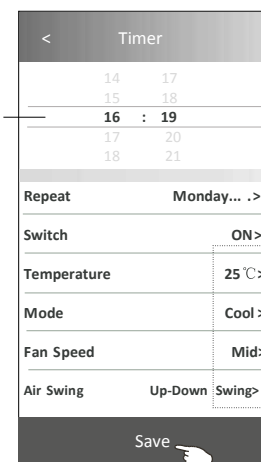 < Timer
14 17
15 18
16 : 19
17 20
18 21
Repeat Monday... .>
Switch ON>
Temperature 25℃>
Mode Cool >
Fan Speed Mid>
Air Swing Up-Down Swing>
Save